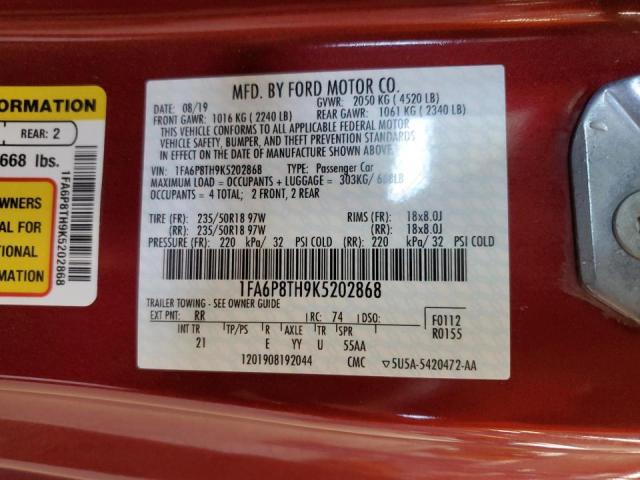 FORMATION
REAR: 2
668 lbs.
WNERS
AL FOR
TIONAL
1FA6P8TH9K5202868
MFD. BY FORD MOTOR CO.
DATE: 08/19 GVWR: 2050 KG ( 4520 LB)
FRONT GAWR: 1016 KG ( 2240 LB) REAR GAWR: 1061 KG ( 2340 LB)
THIS VEHICLE CONFORMS TO ALL APPLICABLE FEDERAL MOTOR
VEHICLE SAFETY, BUMPER, AND THEFT PREVENTION STANDARDS
IN EFFECT ON THE DATE OF MANUFACTURE SHOWN ABOVE.
VIN: 1FA6P8TH9K5202868 TYPE: Passenger Car
MAXIMUM LOAD = OCCUPANTS + LUGGAGE = 303KG/ 668LB
OCCUPANTS = 4 TOTAL; 2 FRONT, 2 REAR
TIRE (FR): 235/50R18 97W RIMS (FR): 18x8.0J
(RR): 235/50R18 97W (RR): 18x8.0J
PRESSURE (FR): 220 kPa/ 32 PSI COLD (RR): 220 kPa/ 32 PSI COLD
1FA6P8TH9K5202868
TRAILER TOWING - SEE OWNER GUIDE
EXT PNT: RR RC: 74 DSO: F0112
INT TR TP/PS R AXLE TR SPR R0155
21 E YY U 55AA
1201908192044 CMC 5U5A-5420472-AA